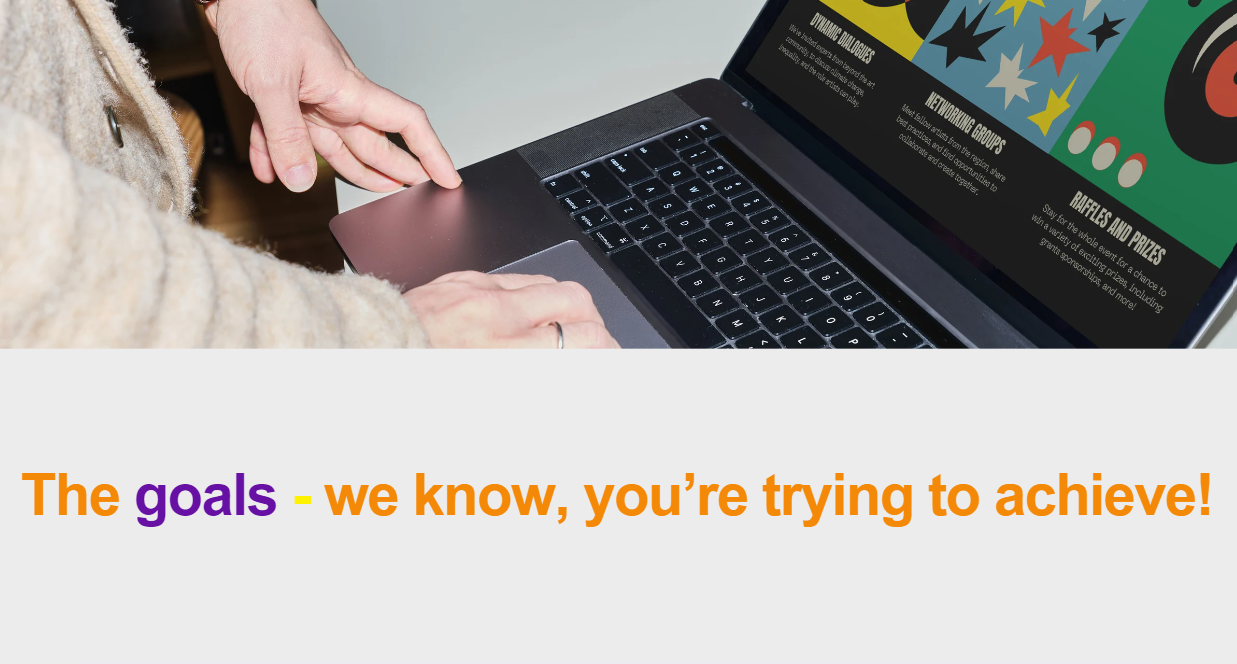 DYNAMIC DIALOGUES
We're invited experts from beyond the art
community, to discuss climate change,
inequality, and the role artists can play.
NETWORKING GROUPS
Meet fellow artists from the region, share
best practices, and find opportunities to
collaborate and create together.
RAFFLES AND PRIZES
Stay for the whole event for a chance to
win a variety of exciting prizes, including
grants sponsorships, and more!
The goals - we know, you’re trying to achieve!